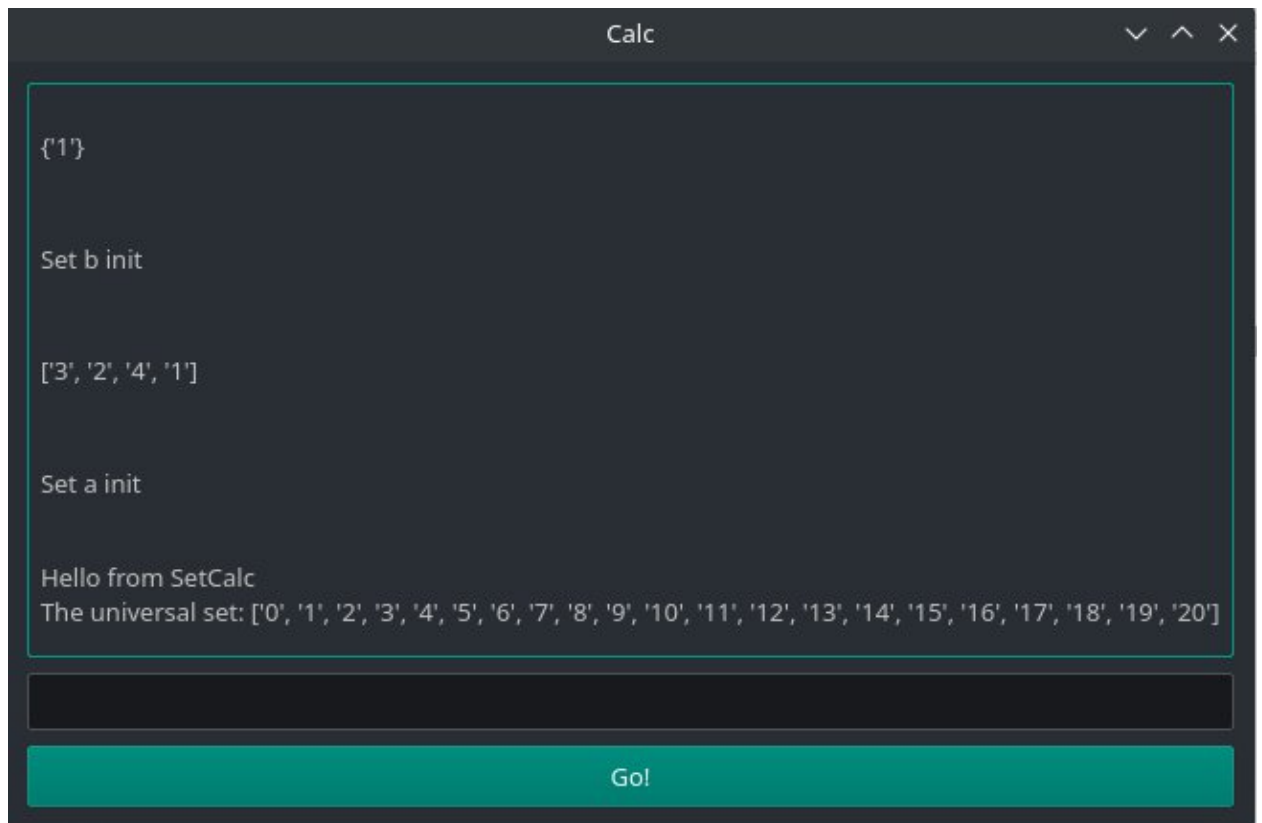 Calc
{'1'}
Set b init
['3', '2', '4', '1']
Set a init
Hello from SetCalc
The universal set: ['0', '1', '2', '3', '4', '5', '6', '7', '8', '9', '10', '11', '12', '13', '14', '15', '16', '17', '18', '19', '20']
Go!